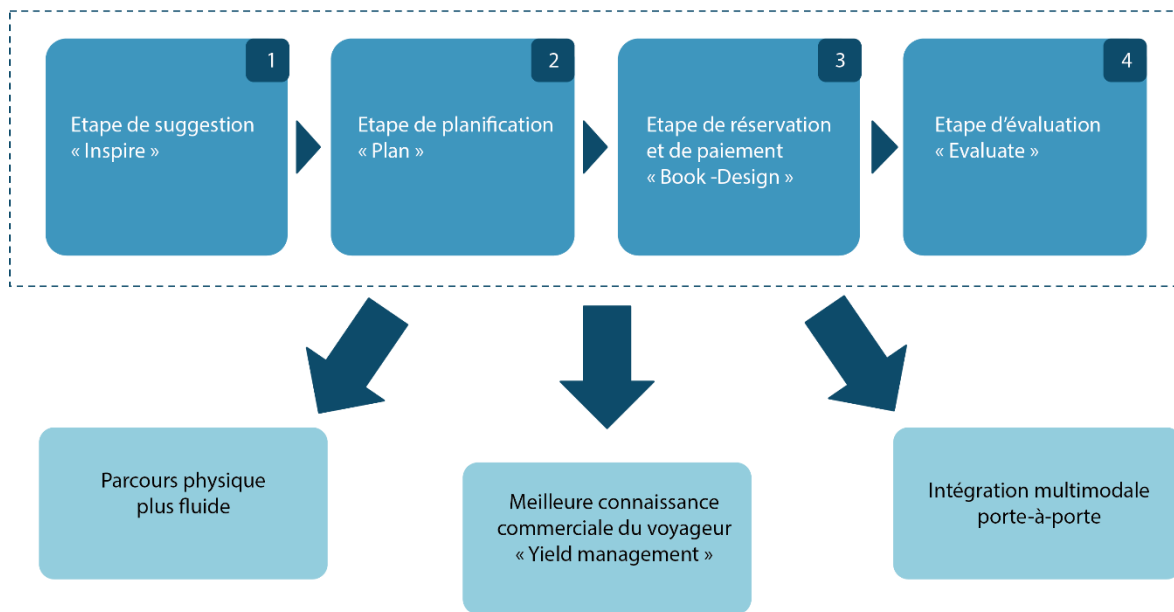 1
Etape de suggestion
« Inspire »
2
Etape de planification
« Plan »
3
Etape de réservation
et de paiement
« Book -Design »
4
Etape d'évaluation
« Evaluate »
Parcours physique
plus fluide
Meilleure connaissance
commerciale du voyageur
« Yield management »
Intégration multimodale
porte-à-porte